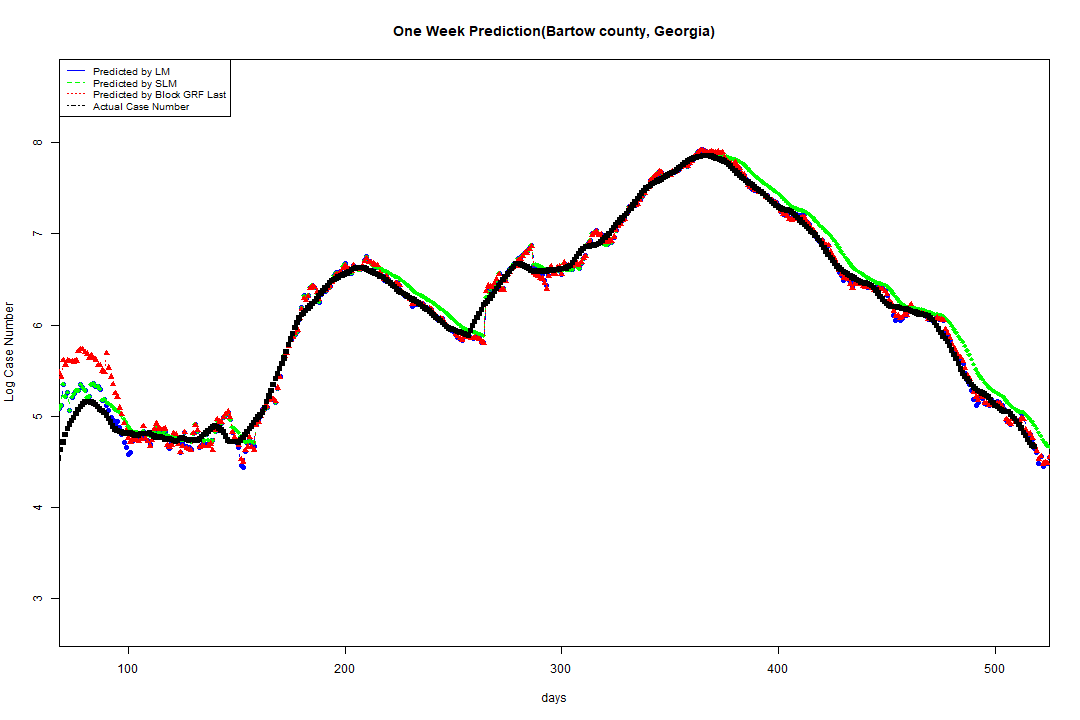 One Week Prediction(Bartow county, Georgia)
Predicted by LM
Predicted by SLM
Predicted by Block GRF Last
Actual Case Number
Log Case Number
8
7
6
5
4
3
100 200 300 400 500
days